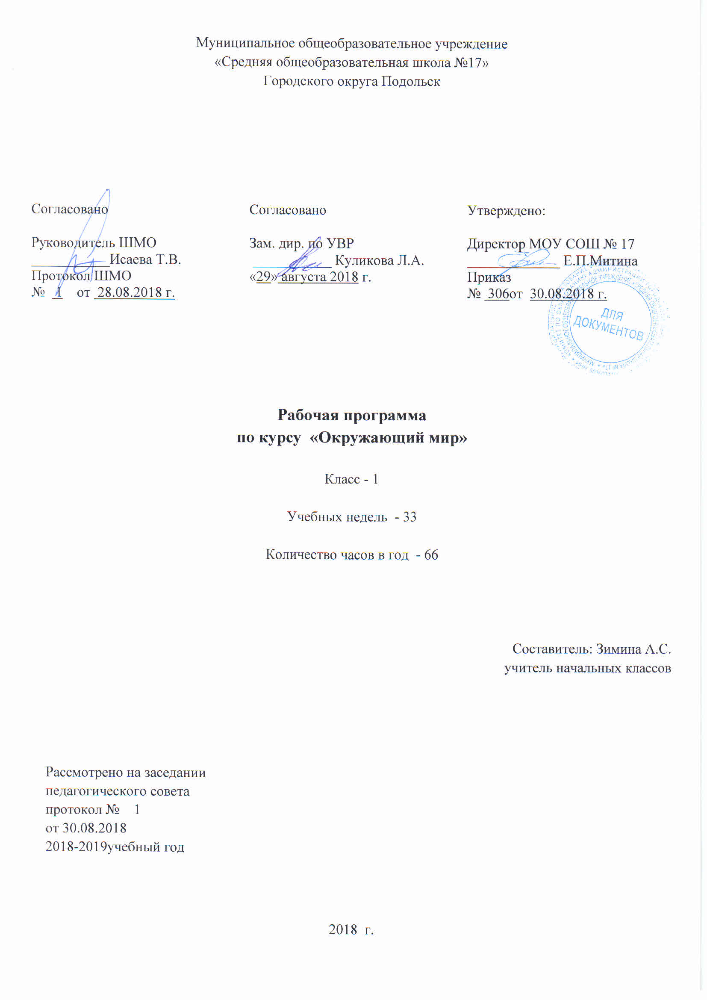 Муниципальное общеобразовательное учреждение
«Средняя общеобразовательная школа №17»
Городского округа Подольск
Согласовано
Руководитель ШМО
____________Исаева Т.В.
Протокол ШМО
№ 1 от 28.08.2018 г.
Согласовано
Зам. дир. по УВР
____________ Куликова Л.А.
«29» августа 2018 г.
Утверждено:
Директор МОУ СОШ № 17
______________ Е.П.Митина
Приказ
№ 306от 30.08.2018 г.
ДЛЯ
ДОКУМЕНТОВ
Рабочая программа
по курсу «Окружающий мир»
Класс - 1
Учебных недель - 33
Количество часов в год - 66
Составитель: Зимина А.С.
учитель начальных классов
Рассмотрено на заседании
педагогического совета
протокол № 1
от 30.08.2018
2018-2019учебный год
2018 г.